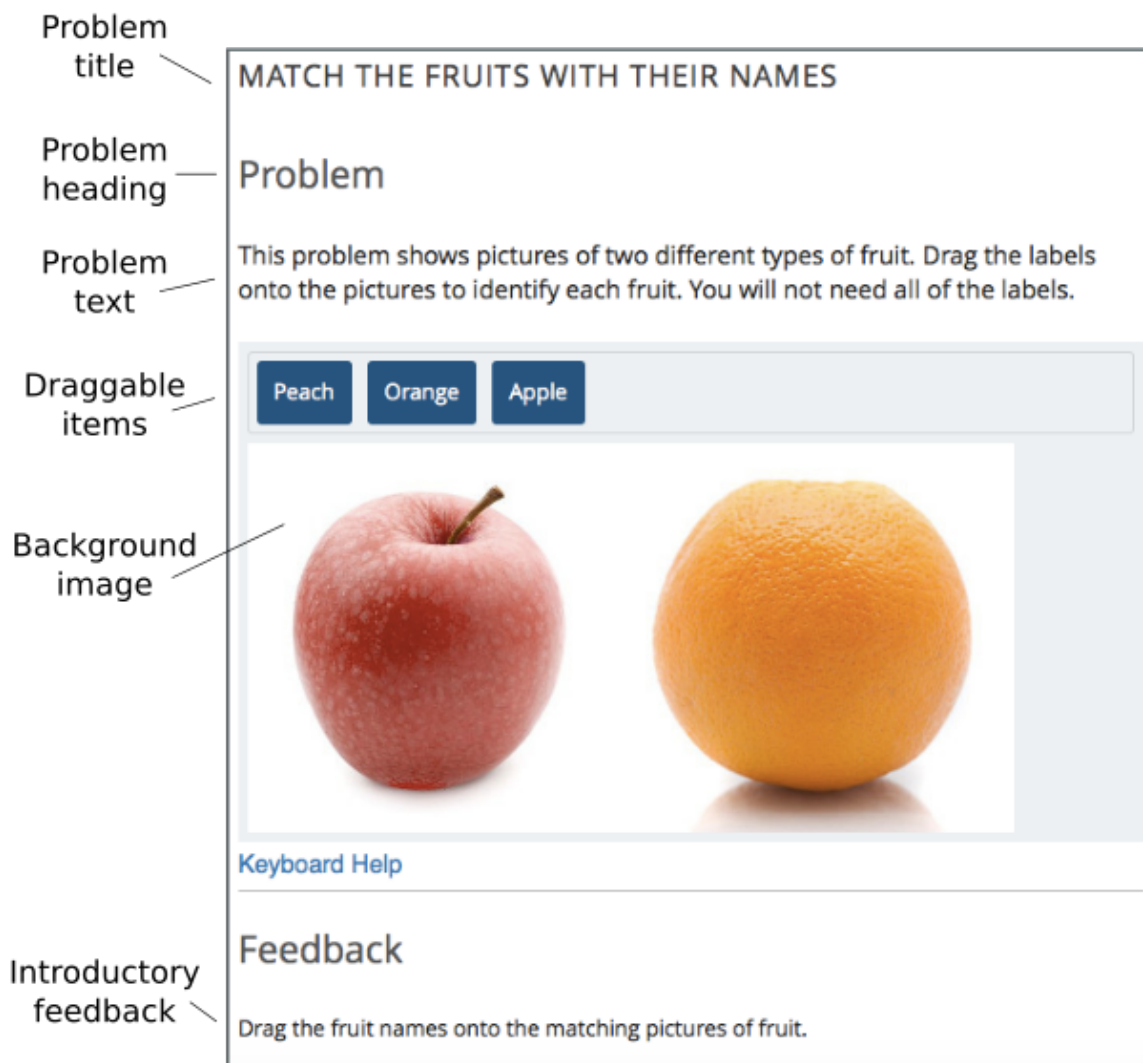 Problem
title
MATCH THE FRUITS WITH THEIR NAMES
Problem
heading
Problem
Problem
text
This problem shows pictures of two different types of fruit. Drag the labels
onto the pictures to identify each fruit. You will not need all of the labels.
Draggable
items
Peach Orange Apple
Background
image
Keyboard Help
Feedback
Introductory
feedback
Drag the fruit names onto the matching pictures of fruit.